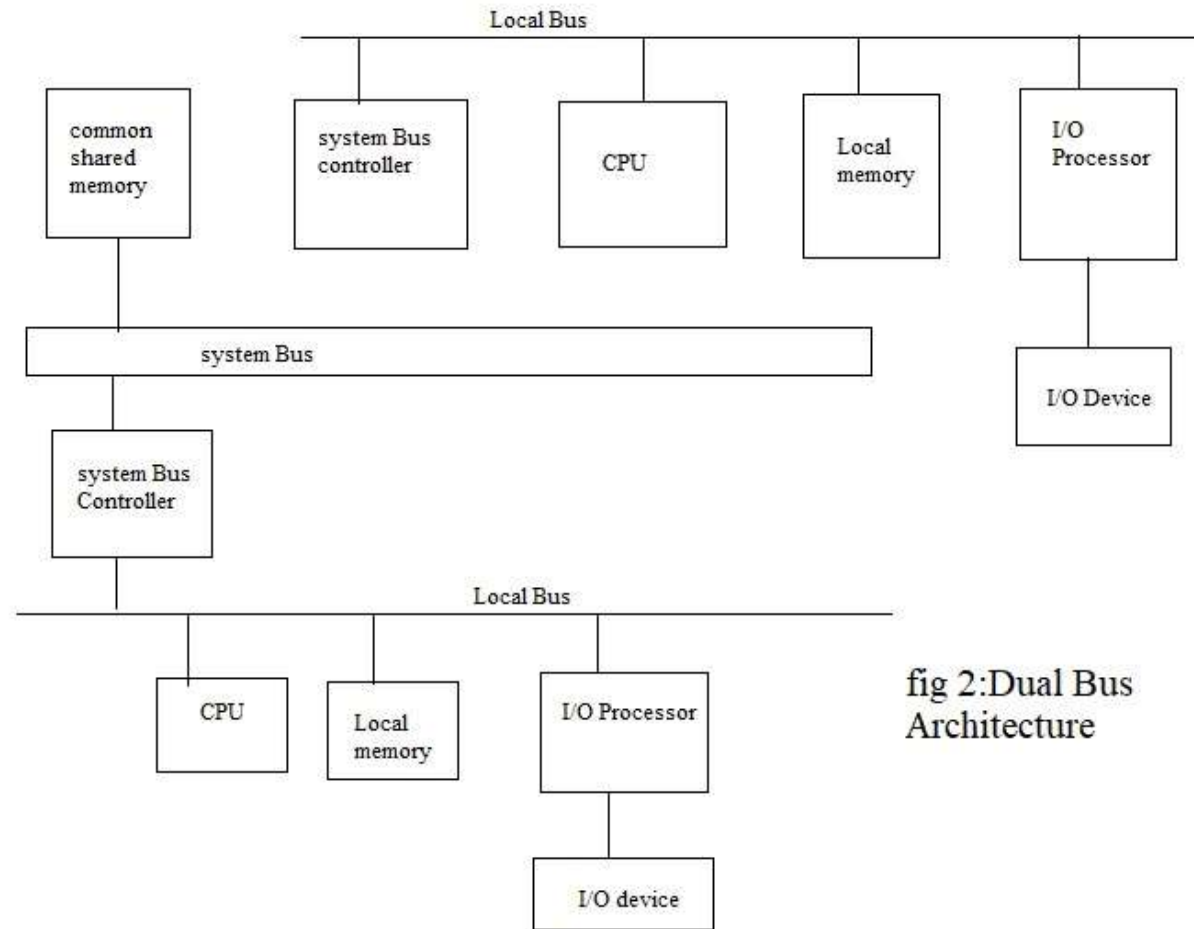 Local Bus
common
shared
memory
system Bus
controller
CPU
Local
memory
I/O
Processor
system Bus
I/O Device
system Bus
Controller
Local Bus
CPU
Local
memory
I/O Processor
I/O device
fig 2:Dual Bus
Architecture